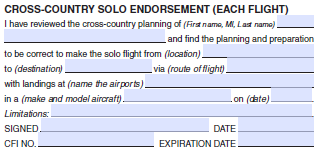 CROSS-COUNTRY SOLO ENDORSEMENT (EACH FLIGHT)
I have reviewed the cross-country planning of (First name, MI, Last name)
and find the planning and preparation
to be correct to make the solo flight from (location)
to (destination) via (route of flight)
with landings at (name the airports)
in a (make and model aircraft) , on (date)
Limitations:
SIGNED DATE
CFI NO. EXPIRATION DATE